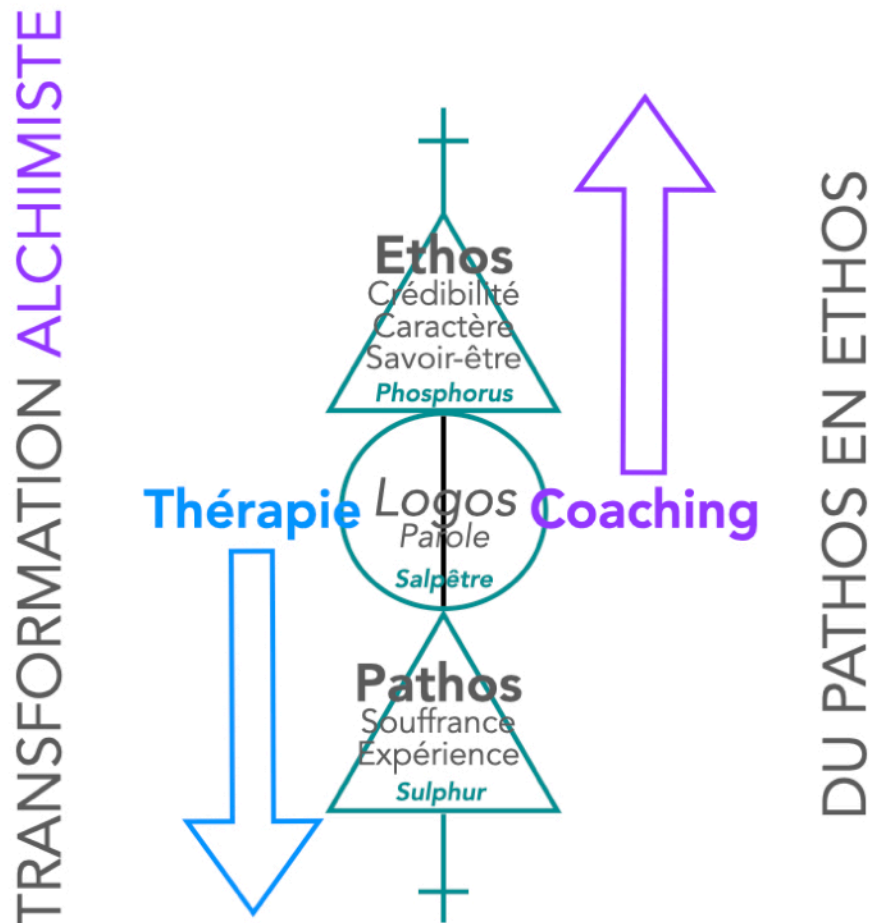 TRANSFORMATION ALCHIMISTE
Ethos
Crédibilité
Caractère
Savoir-être
Phosphorus
Thérapie
Logos
Parole
Salpêtre
Coaching
Pathos
Souffrance
Expérience
Sulphur
DU PATHOS EN ETHOS